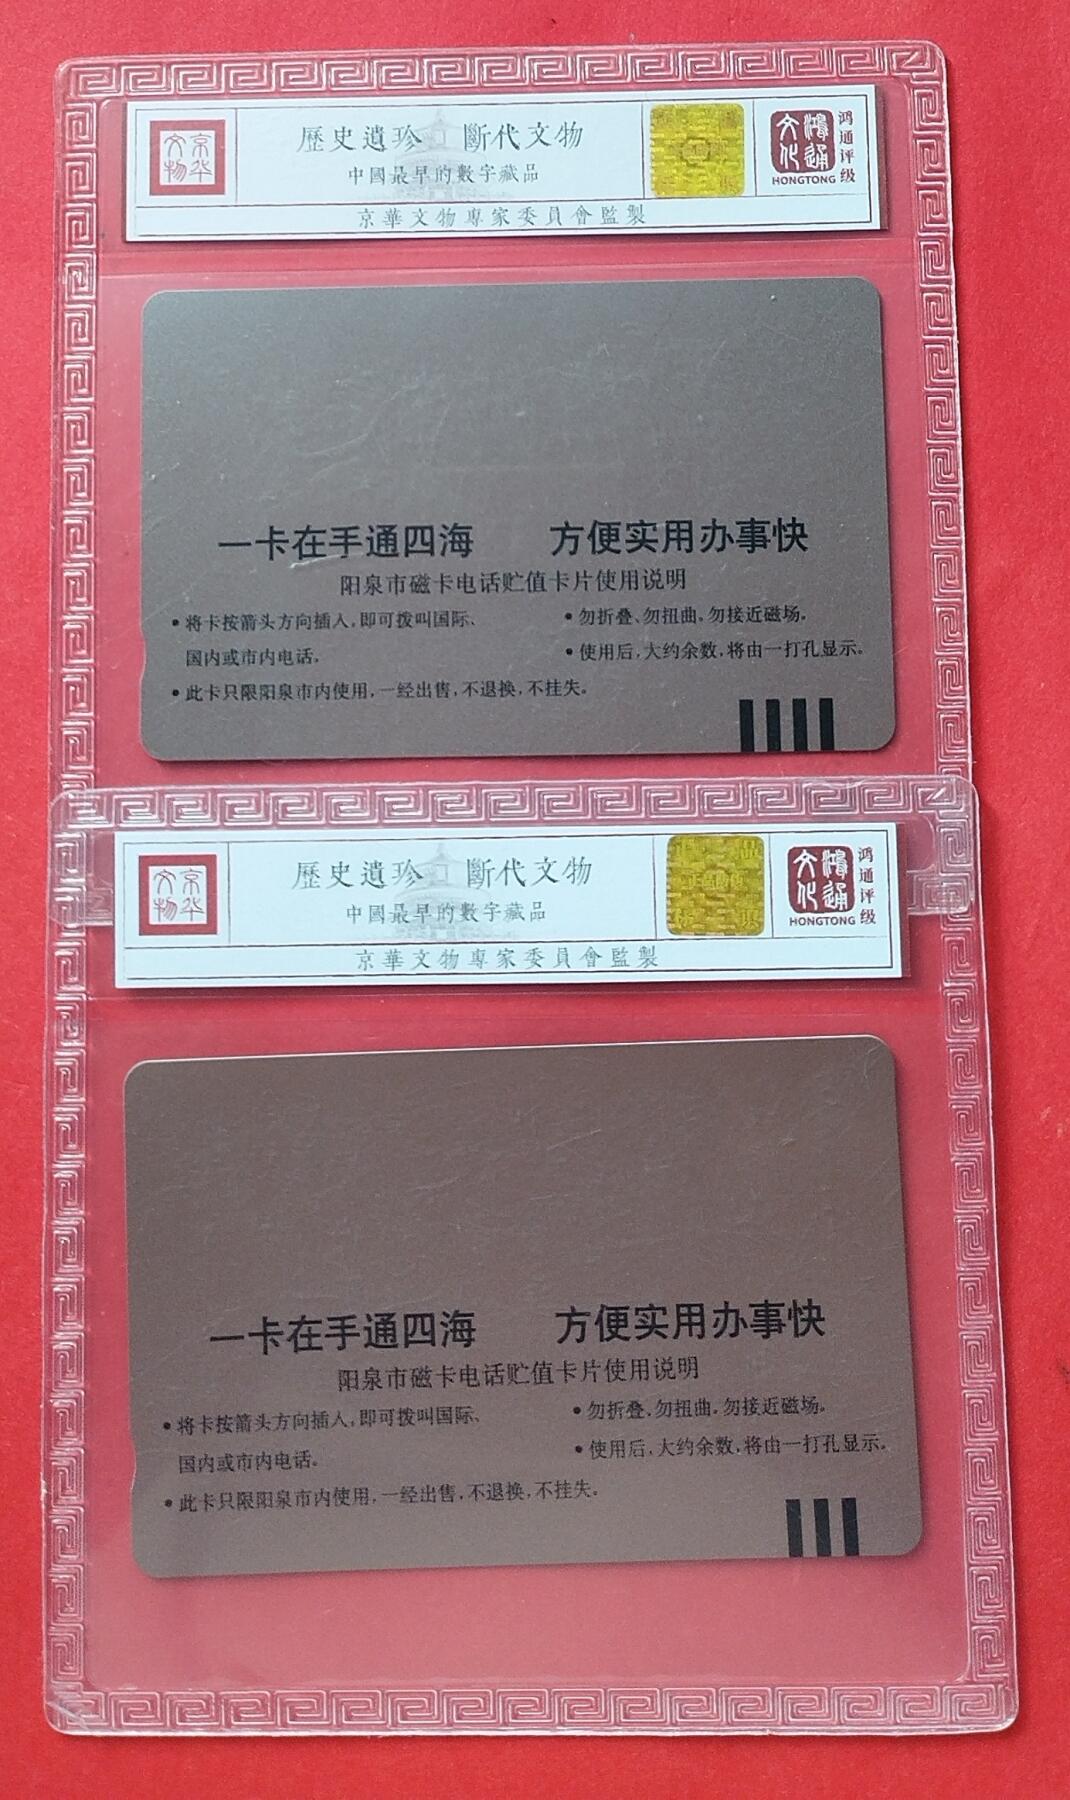 京华
文物
歷史遺珍 斷代文物
中國最早的數字藏品
京華文物專家委員會監製
鴻通
文化
HONGTONG
鸿通评级
一卡在手通四海 方便实用办事快
阳泉市磁卡电话贮值卡片使用说明
•将卡按箭头方向插入,即可拨叫国际、
国内或市内电话。
•此卡只限阳泉市内使用,一经出售,不退换,不挂失。
•勿折叠、勿扭曲。勿接近磁场。
•使用后,大约余数,将由一打孔显示。
京华
文物
歷史遺珍 斷代文物
中國最早的數字藏品
京華文物專家委員會監製
鴻通
文化
HONGTONG
鸿通评级
一卡在手通四海 方便实用办事快
阳泉市磁卡电话贮值卡片使用说明
•将卡按箭头方向插入,即可拨叫国际、
国内或市内电话。
•此卡只限阳泉市内使用,一经出售,不退换,不挂失。
•勿折叠、勿扭曲。勿接近磁场。
•使用后,大约余数,将由一打孔显示。